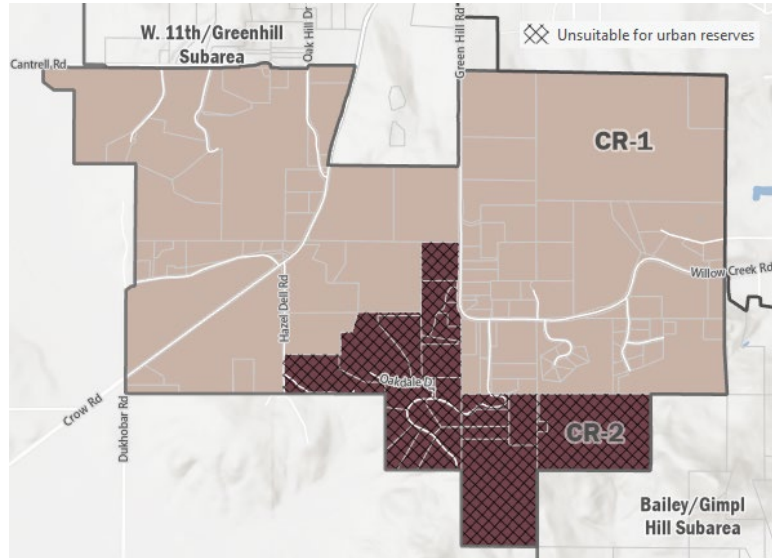 W. 11th/Greenhill
Subarea
Oak Hill Dr
Green Hill Rd
Unsuitable for urban reserves
Cantrell Rd
CR-1
Willow Creek Rd
Hazel Dell Rd
Oakdale D
Crow Rd
Dukhobar Rd
CR-2
Bailey/Gimpl
Hill Subarea